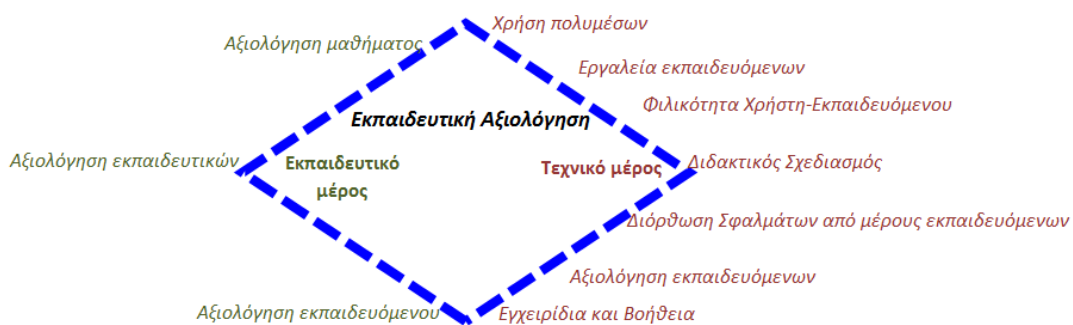 Χρήση πολυμέσων
Αξιολόγηση μαθήματος
Εργαλεία εκπαιδευόμενων
Φιλικότητα Χρήστη-Εκπαιδευόμενου
Εκπαιδευτική Αξιολόγηση
Αξιολόγηση εκπαιδευτικών
Εκπαιδευτικό
μέρος
Τεχνικό μέρος
Διδακτικός Σχεδιασμός
Διόρθωση Σφαλμάτων από μέρους εκπαιδευόμενων
Αξιολόγηση εκπαιδευόμενων
Αξιολόγηση εκπαιδευόμενου
Εγχειρίδια και Βοήθεια